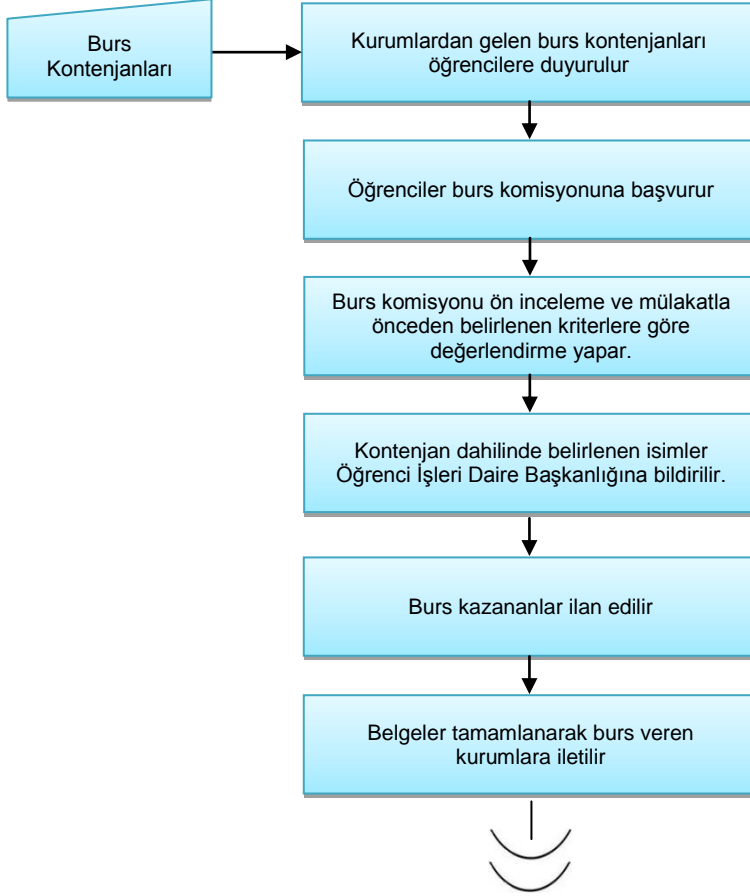 Burs
Kontenjanları
Kurumlardan gelen burs kontenjanları
öğrencilere duyurulur
Öğrenciler burs komisyonuna başvurur
Burs komisyonu ön inceleme ve mülakatla
önceden belirlenen kriterlere göre
değerlendirme yapar.
Kontenjan dahilinde belirlenen isimler
Öğrenci İşleri Daire Başkanlığına bildirilir.
Burs kazananlar ilan edilir
Belgeler tamamlanarak burs veren
kurumlara iletilir